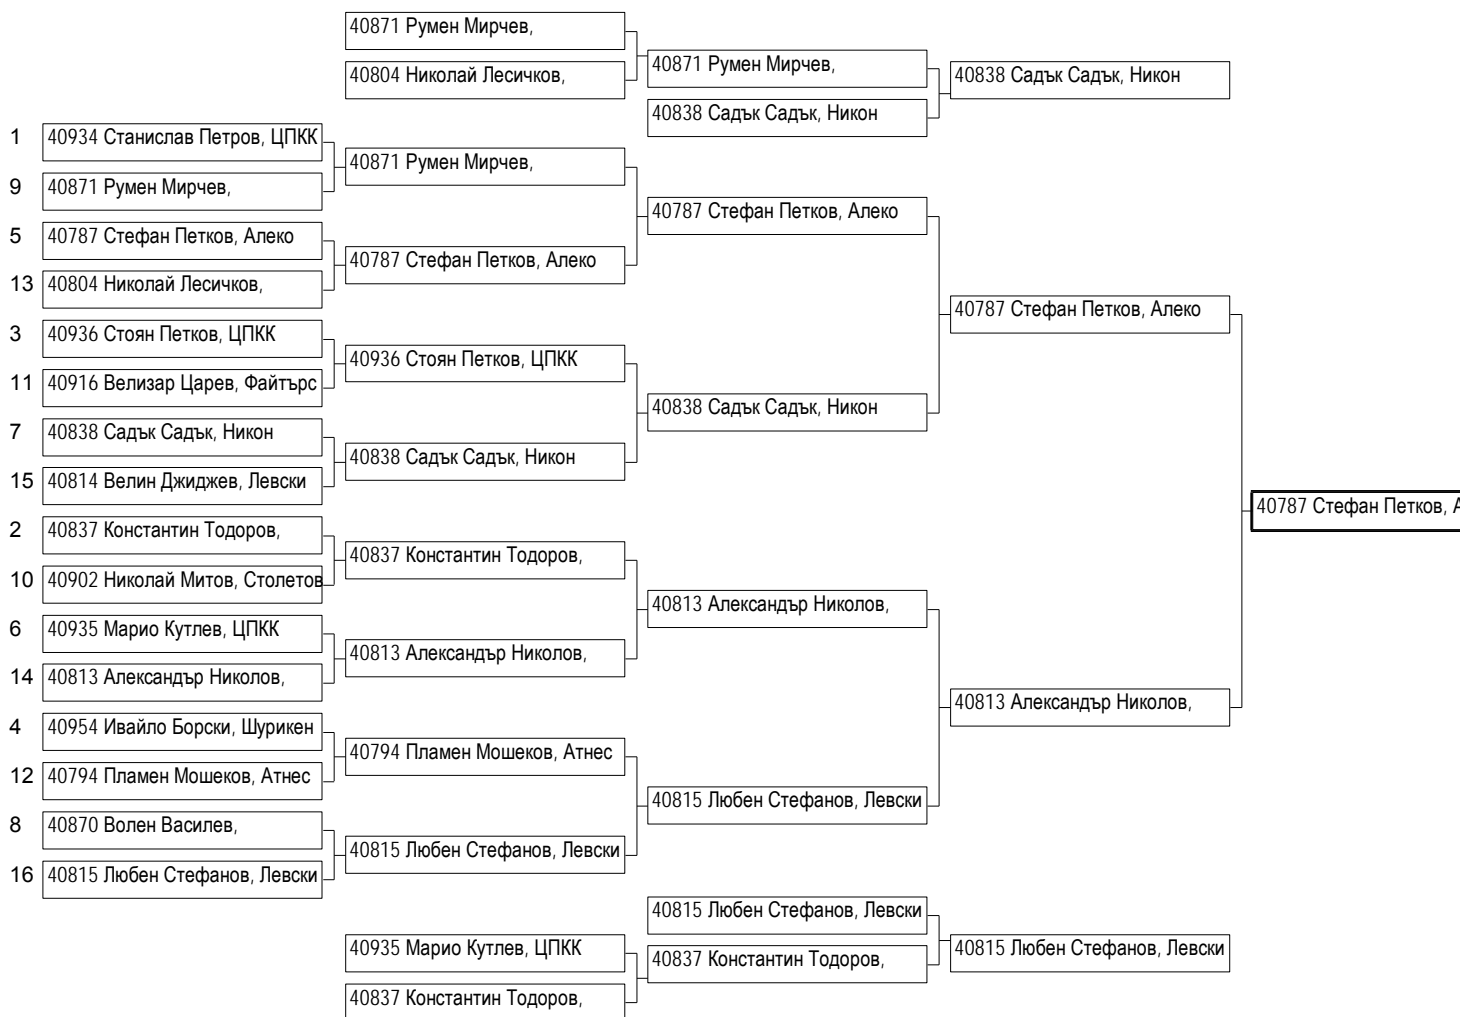 40871 Румен Мирчев,
40804 Николай Лесичков,
40871 Румен Мирчев,
40838 Садък Садък, Никон
40838 Садък Садък, Никон
1 40934 Станислав Петров, ЦПКК
9 40871 Румен Мирчев,
5 40787 Стефан Петков, Алеко
13 40804 Николай Лесичков,
3 40936 Стоян Петков, ЦПКК
11 40916 Велизар Царев, Файтърс
7 40838 Садък Садък, Никон
15 40814 Велин Джиджев, Левски
2 40837 Константин Тодоров,
10 40902 Николай Митов, Столетов
6 40935 Марио Кутлев, ЦПКК
14 40813 Александър Николов,
4 40954 Ивайло Борски, Шурикен
12 40794 Пламен Мошеков, Атнес
8 40870 Волен Василев,
16 40815 Любен Стефанов, Левски
40871 Румен Мирчев,
40787 Стефан Петков, Алеко
40936 Стоян Петков, ЦПКК
40838 Садък Садък, Никон
40837 Константин Тодоров,
40813 Александър Николов,
40794 Пламен Мошеков, Атнес
40815 Любен Стефанов, Левски
40787 Стефан Петков, Алеко
40838 Садък Садък, Никон
40813 Александър Николов,
40815 Любен Стефанов, Левски
40787 Стефан Петков, Алеко
40813 Александър Николов,
40787 Стефан Петков, А
40935 Марио Кутлев, ЦПКК
40837 Константин Тодоров,
40815 Любен Стефанов, Левски
40837 Константин Тодоров,
40815 Любен Стефанов, Левски